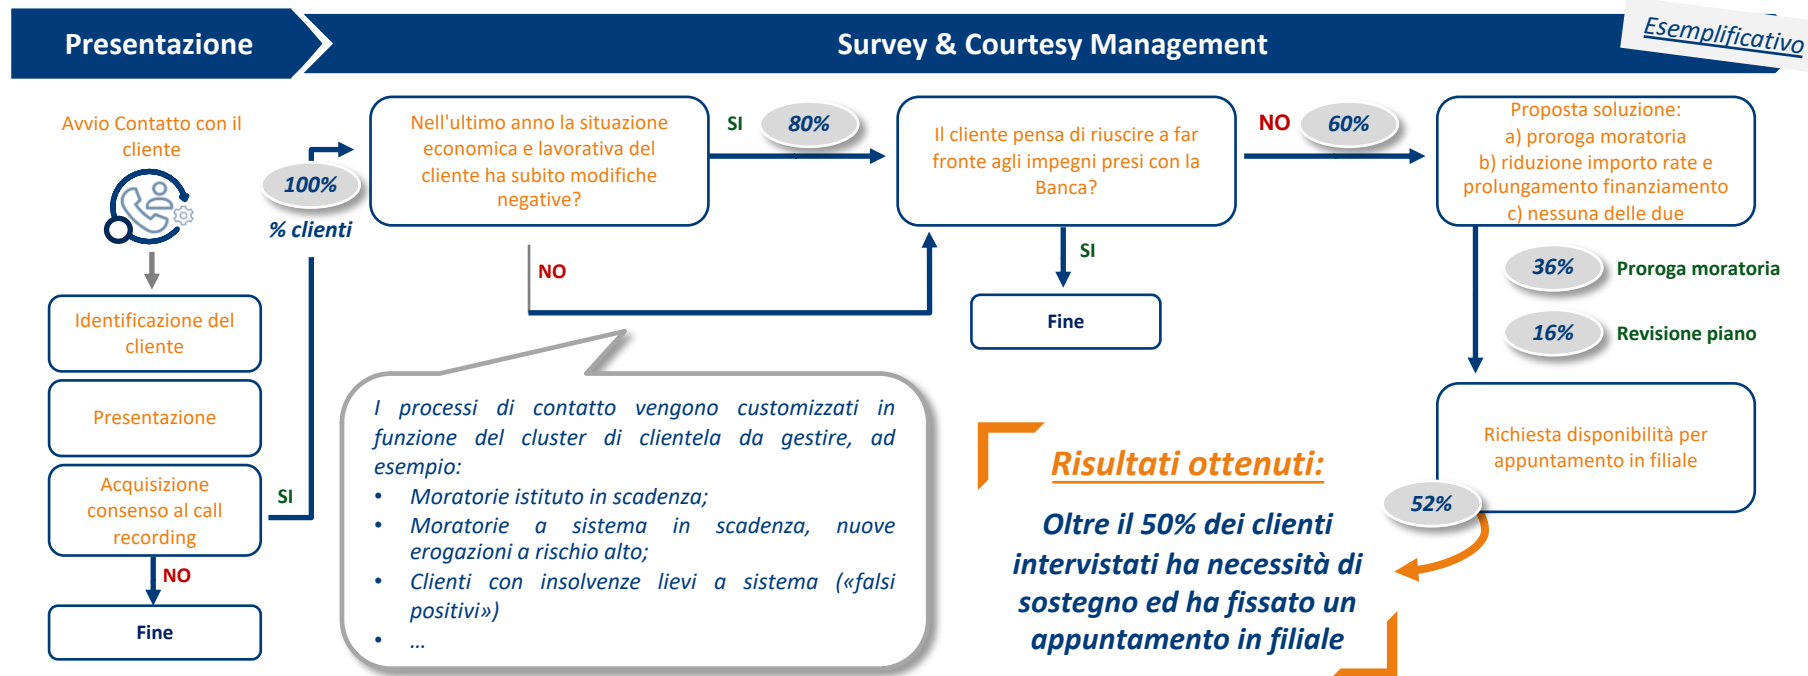 Presentazione
Survey & Courtesy Management
Esemplificativo
Avvio Contatto con il
cliente
Identificazione del
cliente
Presentazione
Acquisizione
consenso al call
recording
SI
NO
Fine
100%
% clienti
Nell'ultimo anno la situazione
economica e lavorativa del
cliente ha subito modifiche
negative?
SI
80%
NO
Il cliente pensa di riuscire a far
fronte agli impegni presi con la
Banca?
SI
Fine
NO
60%
Proposta soluzione:
a) proroga moratoria
b) riduzione importo rate e
prolungamento finanziamento
c) nessuna delle due
36%
Proroga moratoria
16%
Revisione piano
Richiesta disponibilità per
appuntamento in filiale
52%
I processi di contatto vengono customizzati in
funzione del cluster di clientela da gestire, ad
esempio:
• Moratorie istituto in scadenza;
• Moratorie a sistema in scadenza, nuove
erogazioni a rischio alto;
• Clienti con insolvenze lievi a sistema («falsi
positivi»)
• …
Risultati ottenuti:
Oltre il 50% dei clienti
intervistati ha necessità di
sostegno ed ha fissato un
appuntamento in filiale